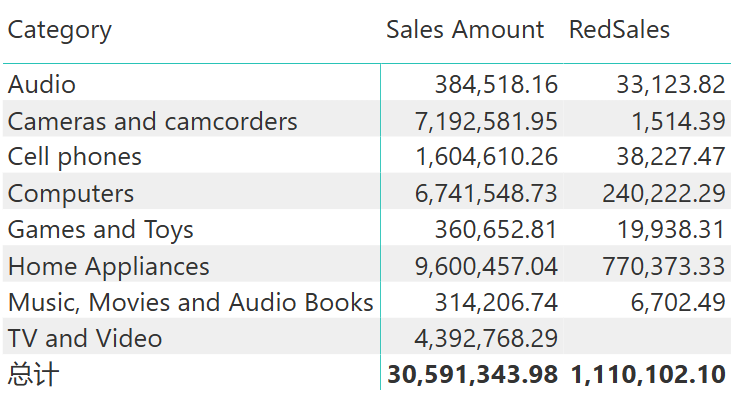 Category Sales Amount RedSales
Audio 384,518.16 33,123.82
Cameras and camcorders 7,192,581.95 1,514.39
Cell phones 1,604,610.26 38,227.47
Computers 6,741,548.73 240,222.29
Games and Toys 360,652.81 19,938.31
Home Appliances 9,600,457.04 770,373.33
Music, Movies and Audio Books 314,206.74 6,702.49
TV and Video 4,392,768.29
总计 30,591,343.98 1,110,102.10